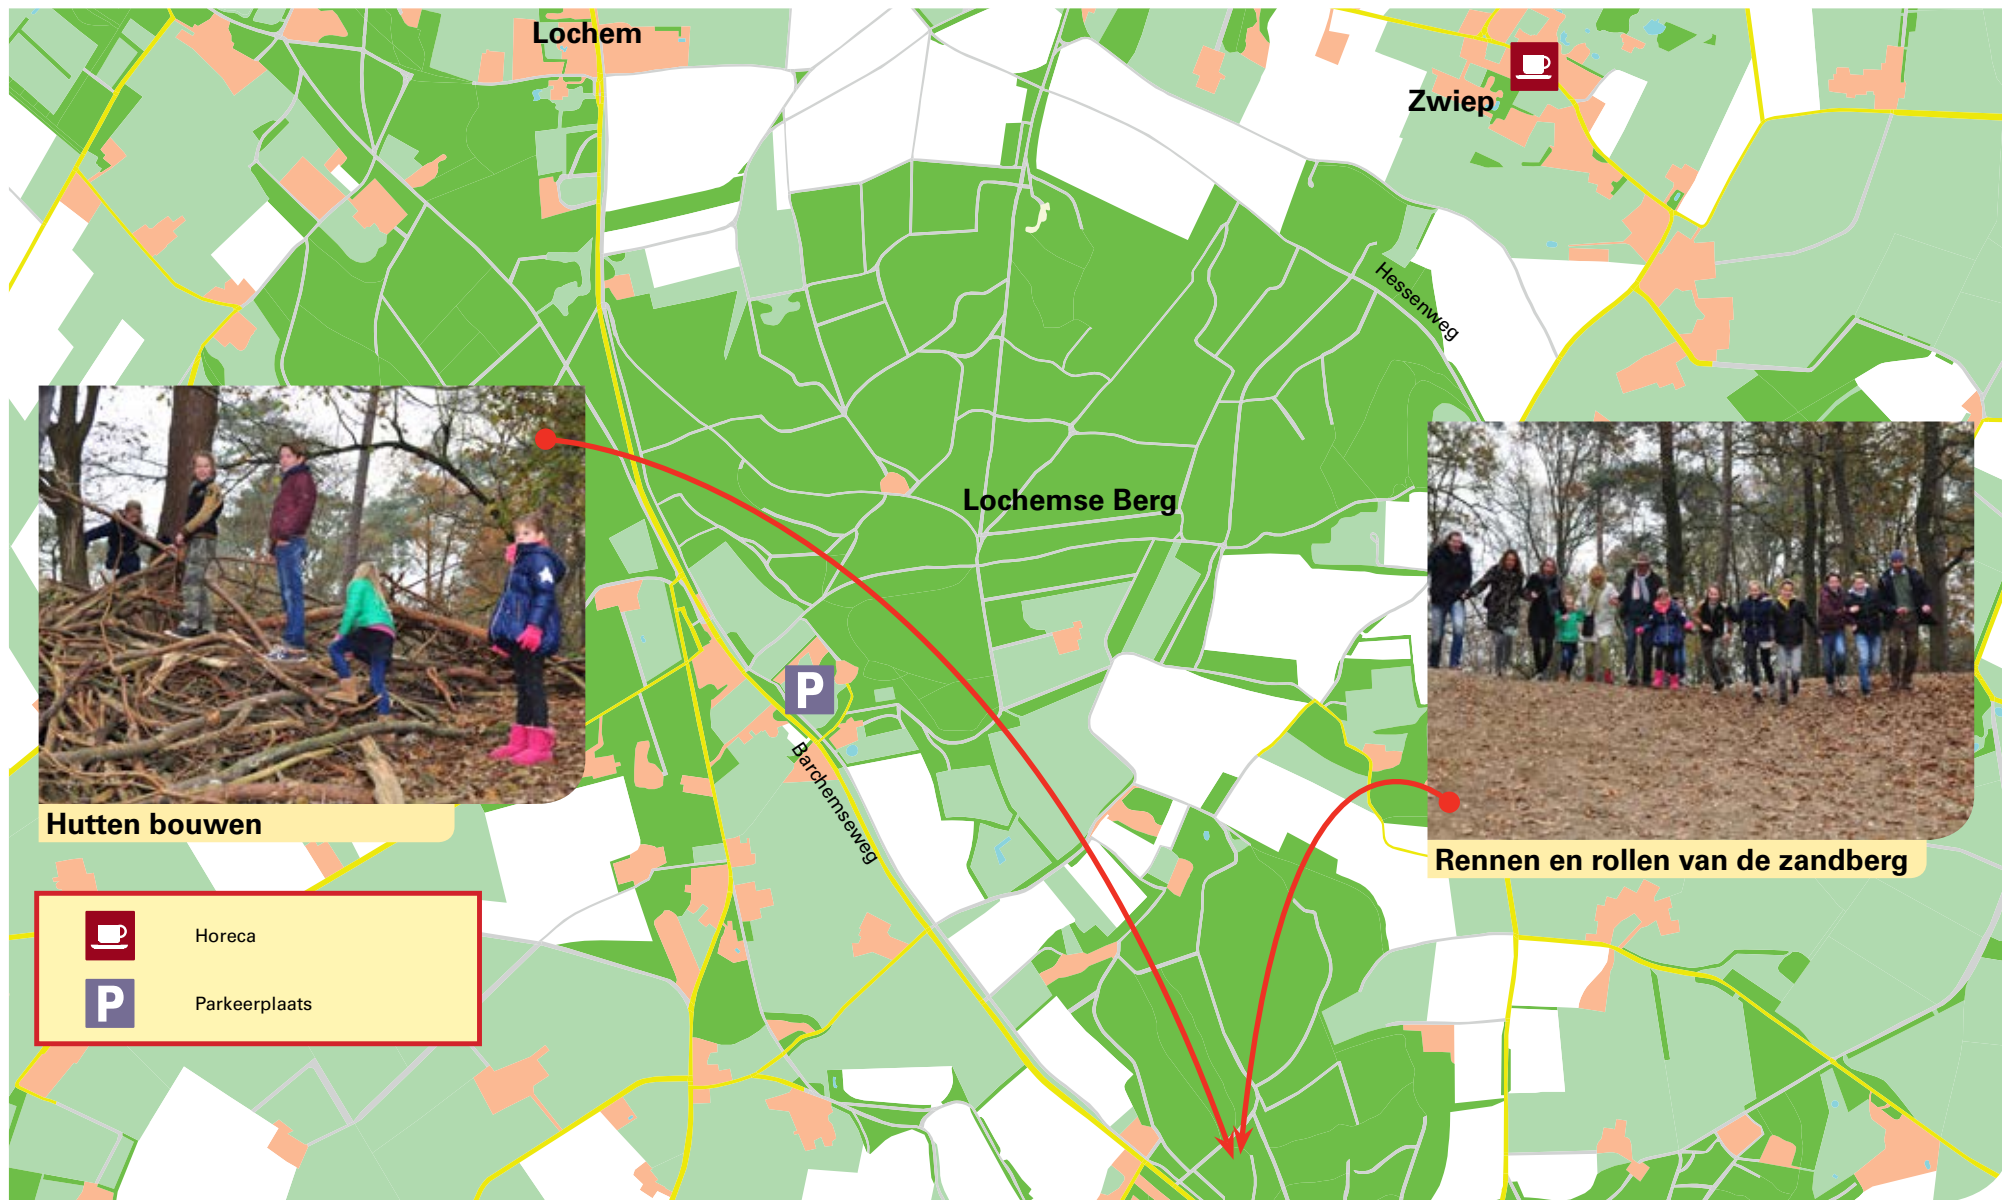 Lochem
Zwiep
Hessenweg
Lochemse Berg
P
Barchemseweg
Hutten bouwen
Rennen en rollen van de zandberg
Horeca
P
Parkeerplaats